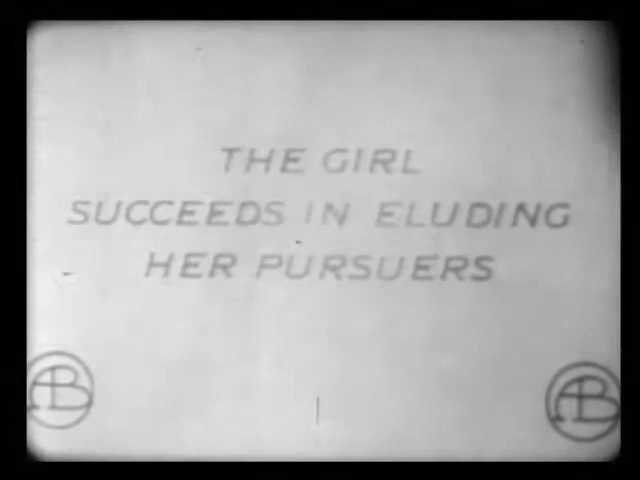 THE GIRL
SUCCEEDS IN ELUDING
HER PURSUERS
AB AB